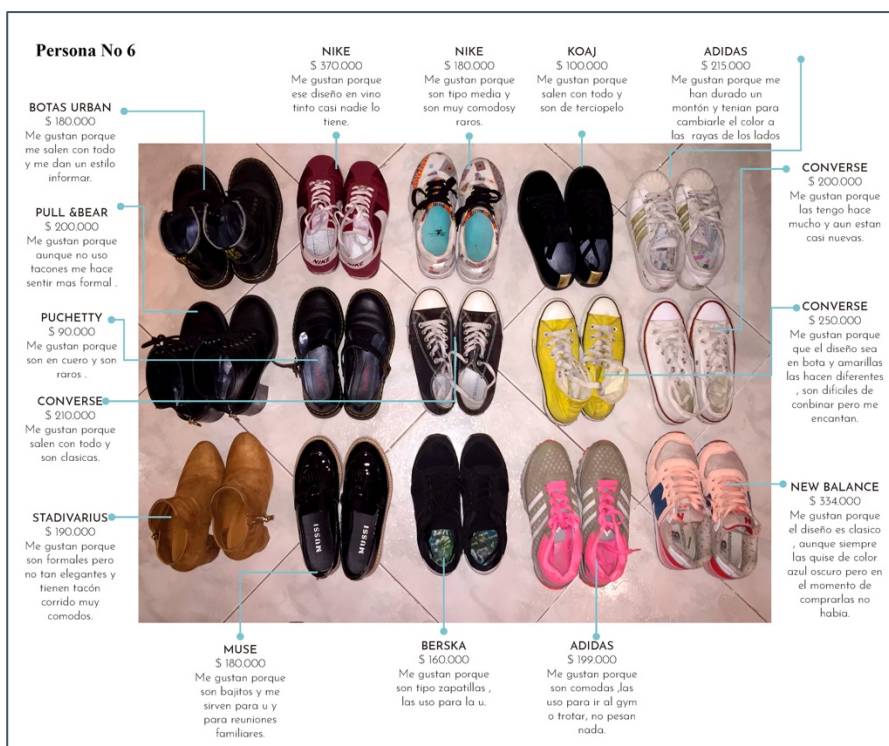 Persona No 6
NIKE
$ 370.000
Me gustan porque
ese diseño en vino
tinto casi nadie lo
tiene.
NIKE
$ 180.000
Me gustan porque
son tipo media y
son muy comodosy
raros.
KOAJ
$ 100.000
Me gustan porque
salen con todo y
son de terciopelo
ADIDAS
$ 215.000
Me gustan porque me
han durado un
montón y tenian para
cambiarle el color a
las rayas de los lados
BOTAS URBAN
$ 180.000
Me gustan porque
me salen con todo
y me dan un estilo
informar.
PULL &BEAR
$ 200.000
Me gustan porque
aunque no uso
tacones me hace
sentir mas formal .
PUCHETTY
$ 90.000
Me gustan porque
son en cuero y son
raros .
CONVERSE
$ 210.000
Me gustan porque
salen con todo y
son clasicas.
STADIVARIUS
$ 190.000
Me gustan porque
son formales pero
no tan elegantes y
tienen tacón
corrido muy
comodos.
CONVERSE
$ 200.000
Me gustan porque
las tengo hace
mucho y aun estan
casi nuevas.
CONVERSE
$ 250.000
Me gustan porque
que el diseño sea
en bota y amarillas
las hacen diferentes
, son dificiles de
conbinar pero me
encantan.
NEW BALANCE
$ 334.000
Me gustan porque
el diseño es clasico
, aunque siempre
las quise de color
azul oscuro pero en
el momento de
comprarlas no
habia.
NIKE
NIKE
MUSSI
MUSSI
MUSE
$ 180.000
Me gustan porque
son bajitos y me
sirven para u y
para reuniones
familiares.
BERSKA
$ 160.000
Me gustan porque
son tipo zapatillas ,
las uso para la u.
ADIDAS
$ 199.000
Me gustan porque
son comodas ,las
uso para ir al gym
o trotar, no pesan
nada.